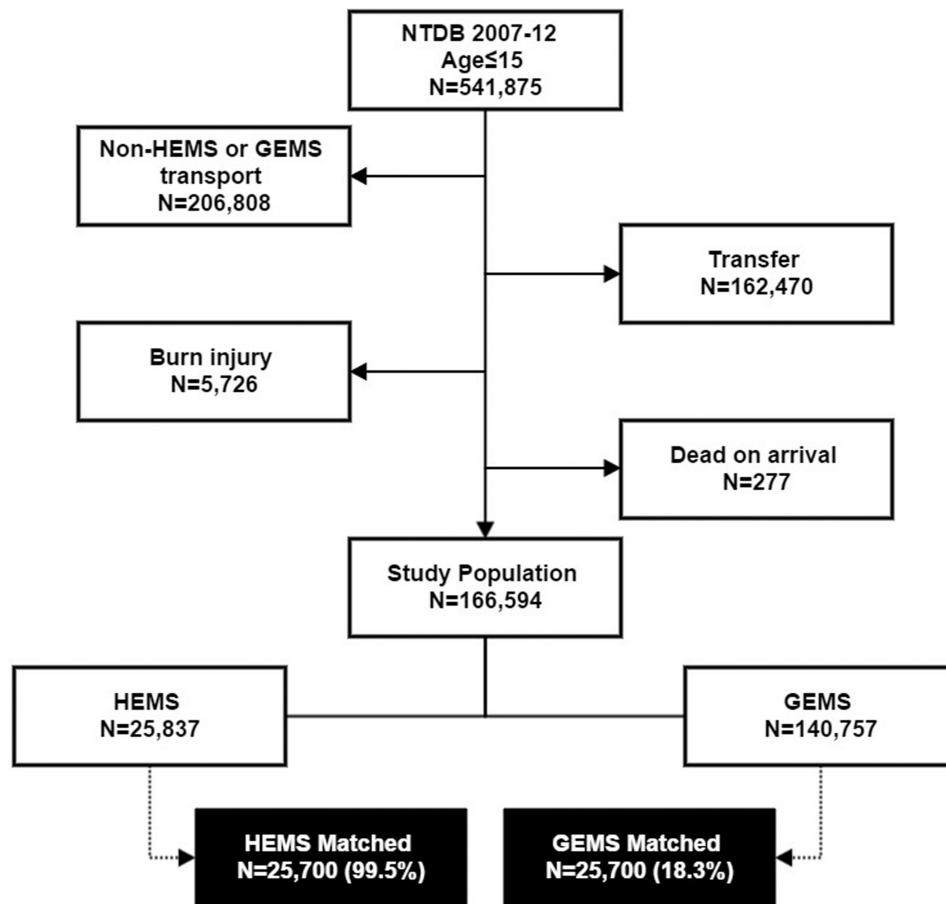 NTDB 2007-12
Age≤15
N=541,875
Non-HEMS or GEMS
transport
N=206,808
Transfer
N=162,470
Burn injury
N=5,726
Dead on arrival
N=277
Study Population
N=166,594
HEMS
N=25,837
GEMS
N=140,757
HEMS Matched
N=25,700 (99.5%)
GEMS Matched
N=25,700 (18.3%)